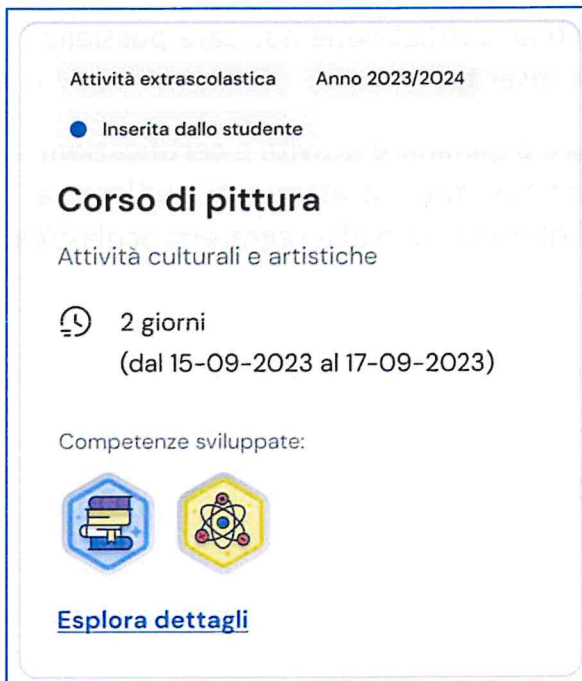 Attività extrascolastica Anno 2023/2024
Inserita dallo studente
Corso di pittura
Attività culturali e artistiche
2 giorni
(dal 15-09-2023 al 17-09-2023)
Competenze sviluppate:
Esplora dettagli